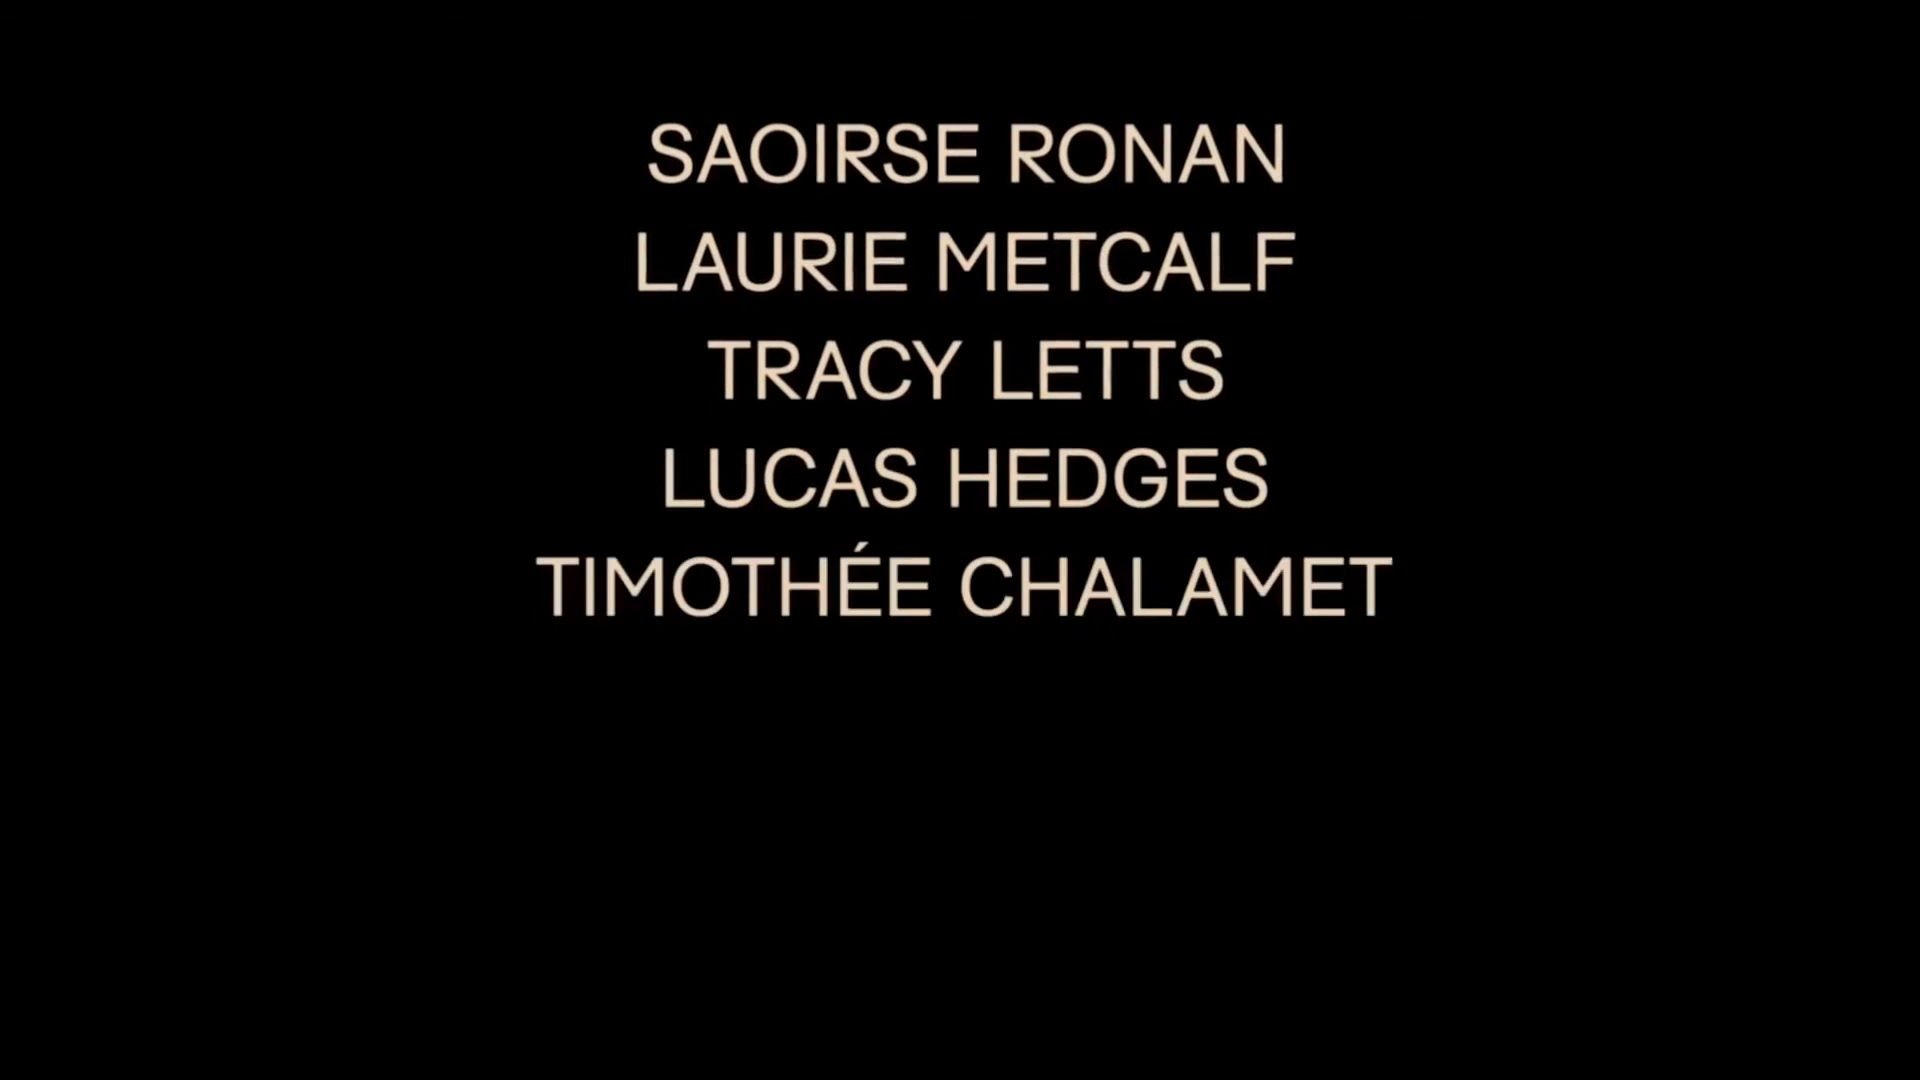 SAOIRSE RONAN
LAURIE METCALF
TRACY LETTS
LUCAS HEDGES
TIMOTHÉE CHALAMET